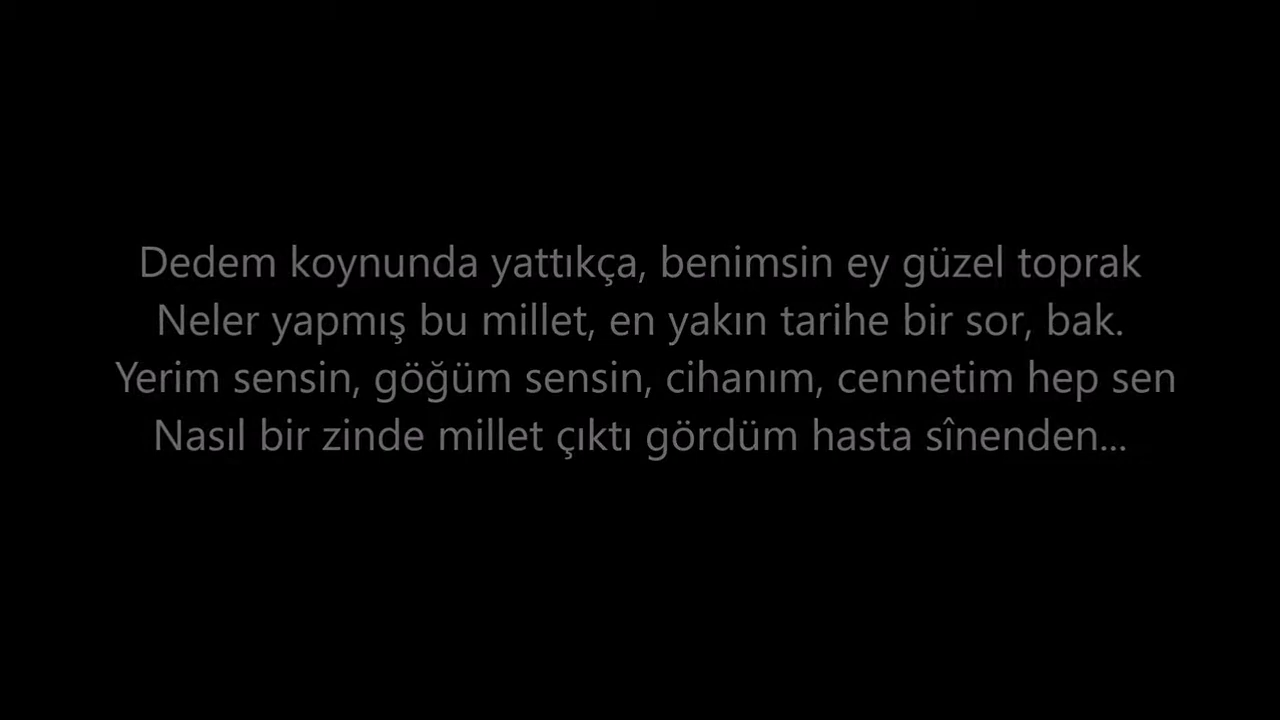 Dedem koynunda yattıkça, benimsin ey güzel toprak
Neler yapmış bu millet, en yakın tarihe bir sor, bak.
Yerim sensin, göğüm sensin, cihanım, cennetim hep sen
Nasıl bir zinde millet çıktı gördüm hasta sînenden...